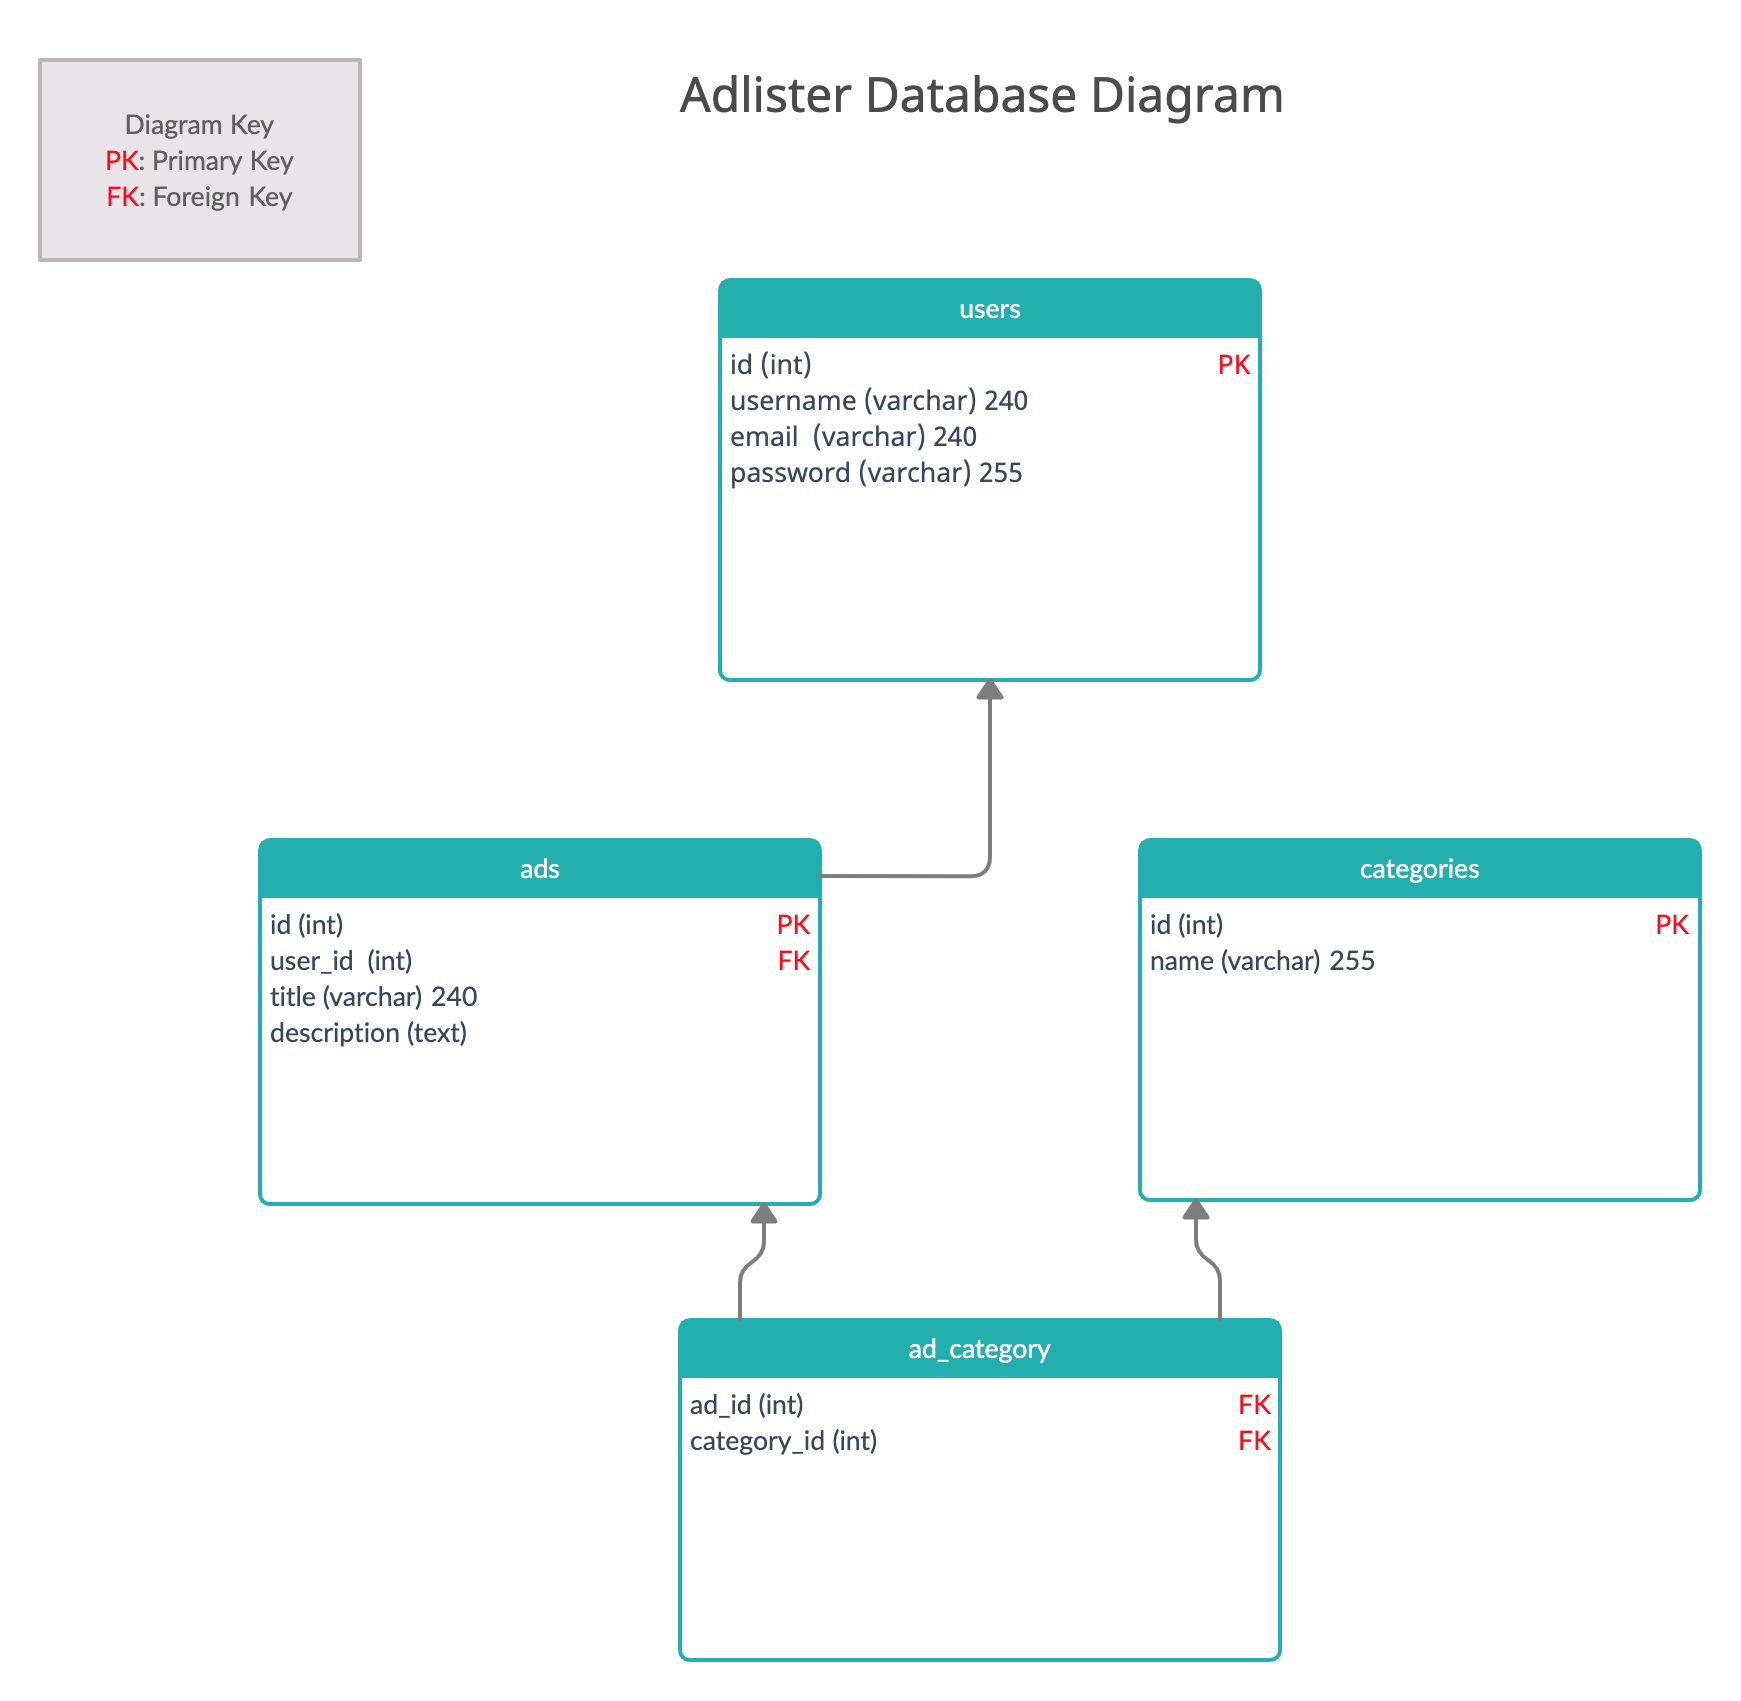 Adlister Database Diagram
Diagram Key
PK: Primary Key
FK: Foreign Key
users
id (int) PK
username (varchar) 240
email  (varchar) 240
password (varchar) 255
ads
id (int) PK
user_id  (int) FK
title (varchar) 240
description (text)
categories
id (int) PK
name (varchar) 255
ad_category
ad_id (int) FK
category_id (int) FK